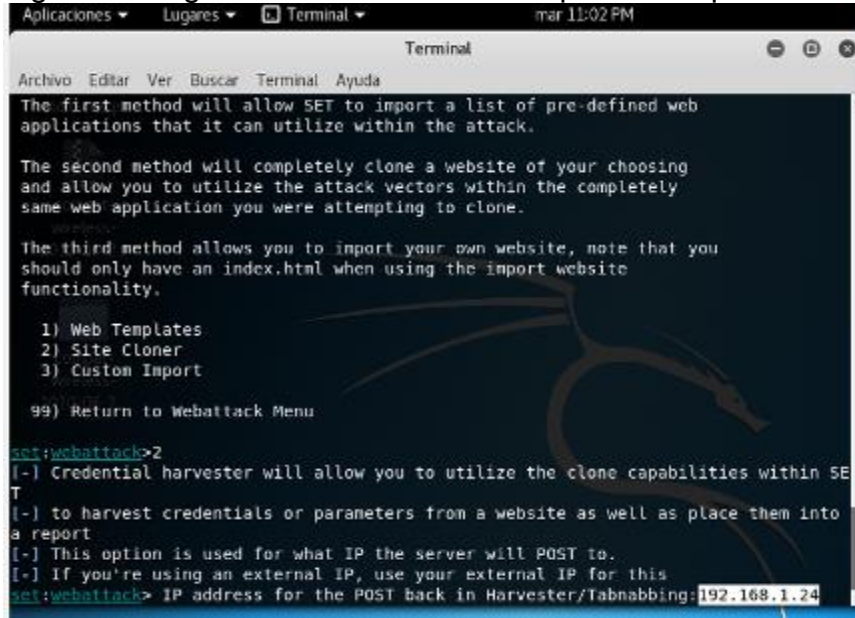 Aplicaciones ▾ Lugares ▾ Terminal ▾ mar 11:02 PM
Terminal
Archivo Editar Ver Buscar Terminal Ayuda
The first method will allow SET to import a list of pre-defined web
applications that it can utilize within the attack.
The second method will completely clone a website of your choosing
and allow you to utilize the attack vectors within the completely
same web application you were attempting to clone.
The third method allows you to import your own website, note that you
should only have an index.html when using the import website
functionality.
1) Web Templates
2) Site Cloner
3) Custom Import
99) Return to Webattack Menu
set:webattack>2
[-] Credential harvester will allow you to utilize the clone capabilities within SE
T
[-] to harvest credentials or parameters from a website as well as place them into
a report
[-] This option is used for what IP the server will POST to.
[-] If you're using an external IP, use your external IP for this
set:webattack> IP address for the POST back in Harvester/Tabnabbing:192.168.1.24